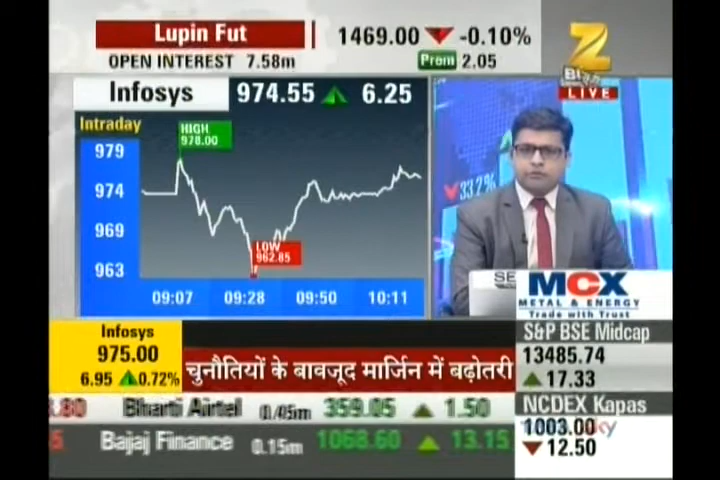 Lupin Fut
1469.00 -0.10%
OPEN INTEREST 7.58m
Prem 2.05
LIVE
Infosys 974.55 6.25
Intraday
HIGH
978.00
979
974
969
963
LOW
962.85
09:07 09:28 09:50 10:11
33.2%
MCX
METAL & ENERGY
Trade with Trust
Infosys
975.00
6.95 0.72%
चुनौतियों के बावजूद मार्जिन में बढ़ोतरी
S&P BSE Midcap
13485.74
17.33
NCDEX Kapas
1003.00
12.50
.80 Bharti Airtel 0.45m 359.05 1.50
Bajaj Finance 0.15m 1068.60 13.15